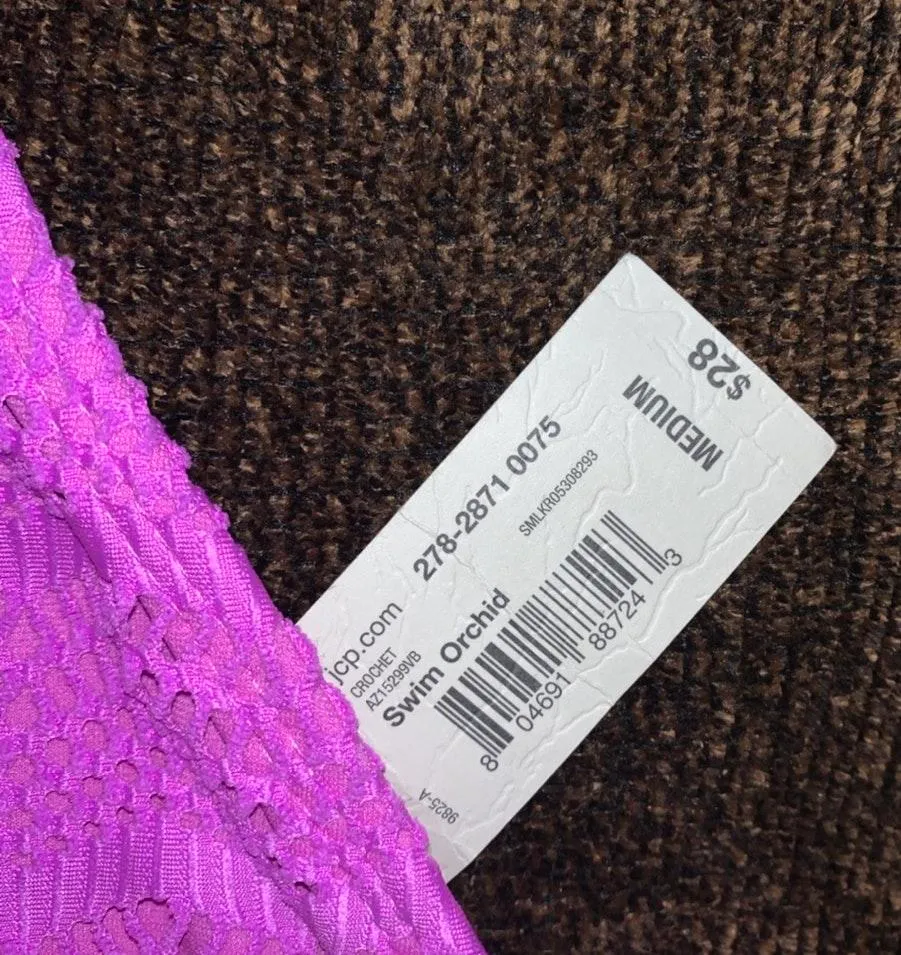 jcp.com
278-2871 0075
CROCHET
AZ15299VB
SMLKR05308293
Swim Orchid
8 04691 88724 3
9825-A
MEDIUM
$28